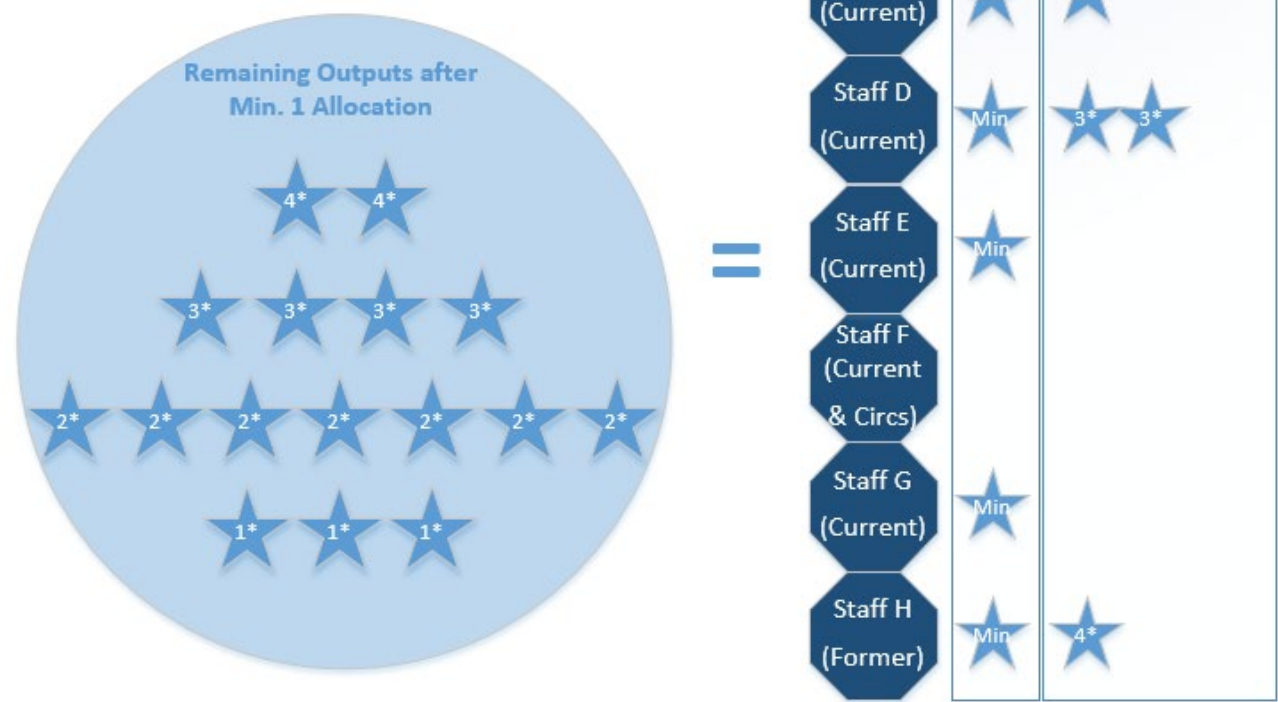 Remaining Outputs after
Min. 1 Allocation
4* 4*
3* 3* 3* 3*
2* 2* 2* 2* 2* 2* 2*
1* 1* 1*
=
(Current)
Staff D
(Current)
Min 3* 3*
Staff E
(Current)
Min
Staff F
(Current
& Circs)
Staff G
(Current)
Min
Staff H
(Former)
Min 4*